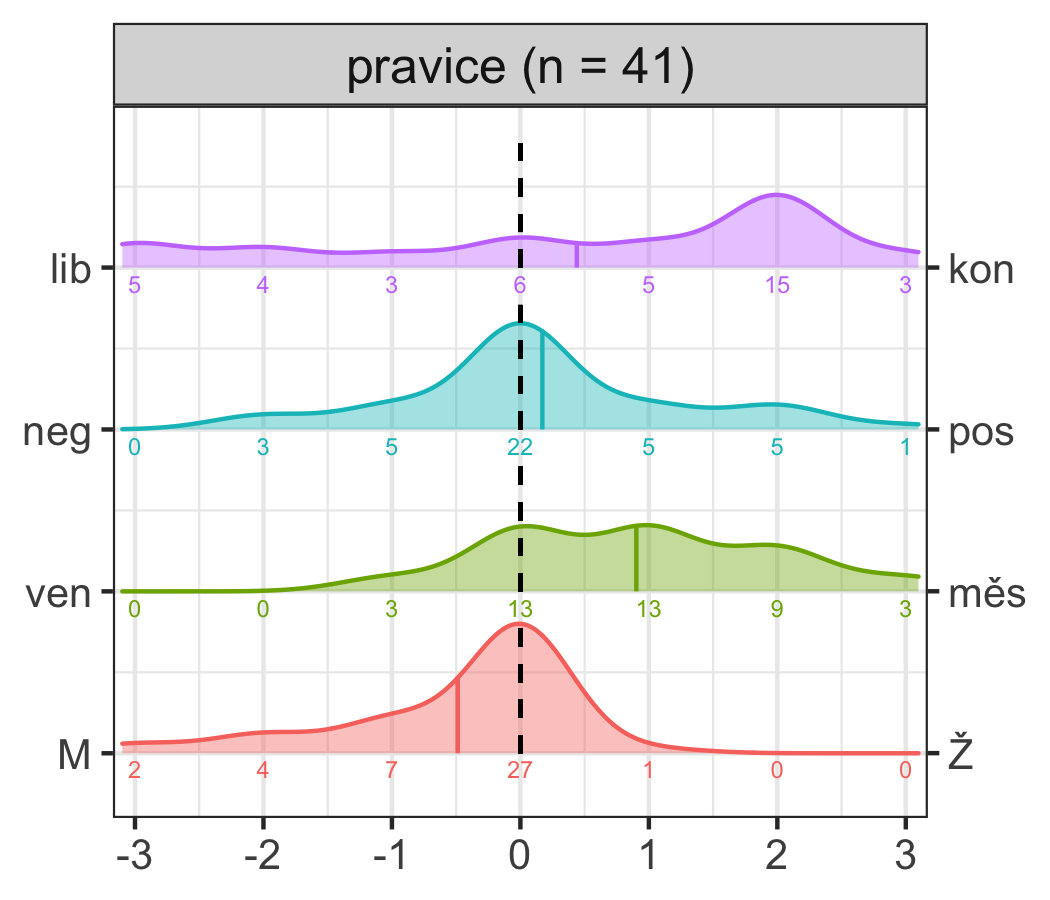 pravice (n = 41)
lib kon
5 4 3 6 5 15 3
neg pos
0 3 5 22 5 5 1
ven měs
0 0 3 13 13 9 3
M Ž
2 4 7 27 1 0 0
-3 -2 -1 0 1 2 3